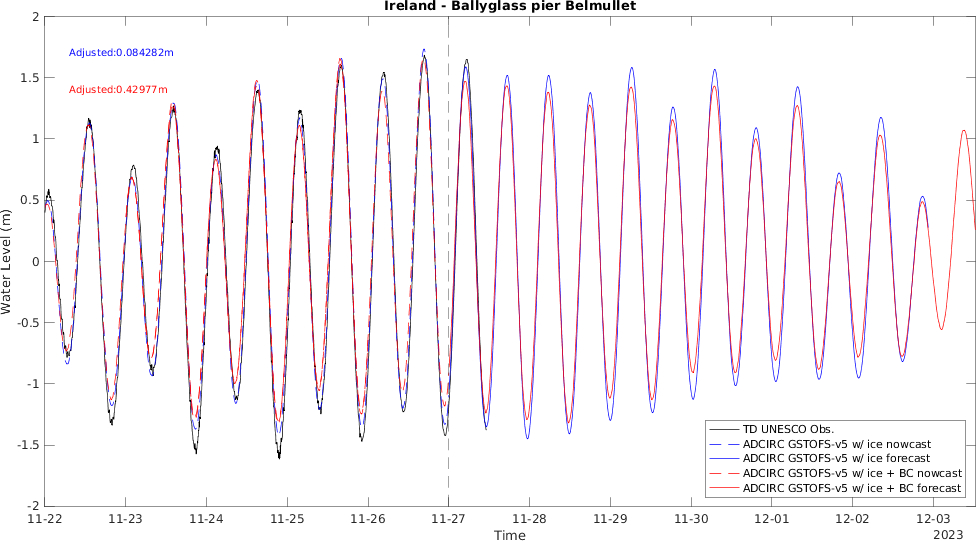 Ireland - Ballyglass pier Belmullet
2
1.5
1
0.5
0
-0.5
-1
-1.5
-2
Water Level (m)
Adjusted:0.084282m
Adjusted:0.42977m
TD UNESCO Obs.
ADCIRC GSTOFS-v5 w/ ice nowcast
ADCIRC GSTOFS-v5 w/ ice forecast
ADCIRC GSTOFS-v5 w/ ice + BC nowcast
ADCIRC GSTOFS-v5 w/ ice + BC forecast
11-22 11-23 11-24 11-25 11-26 11-27 11-28 11-29 11-30 12-01 12-02 12-03
Time
2023